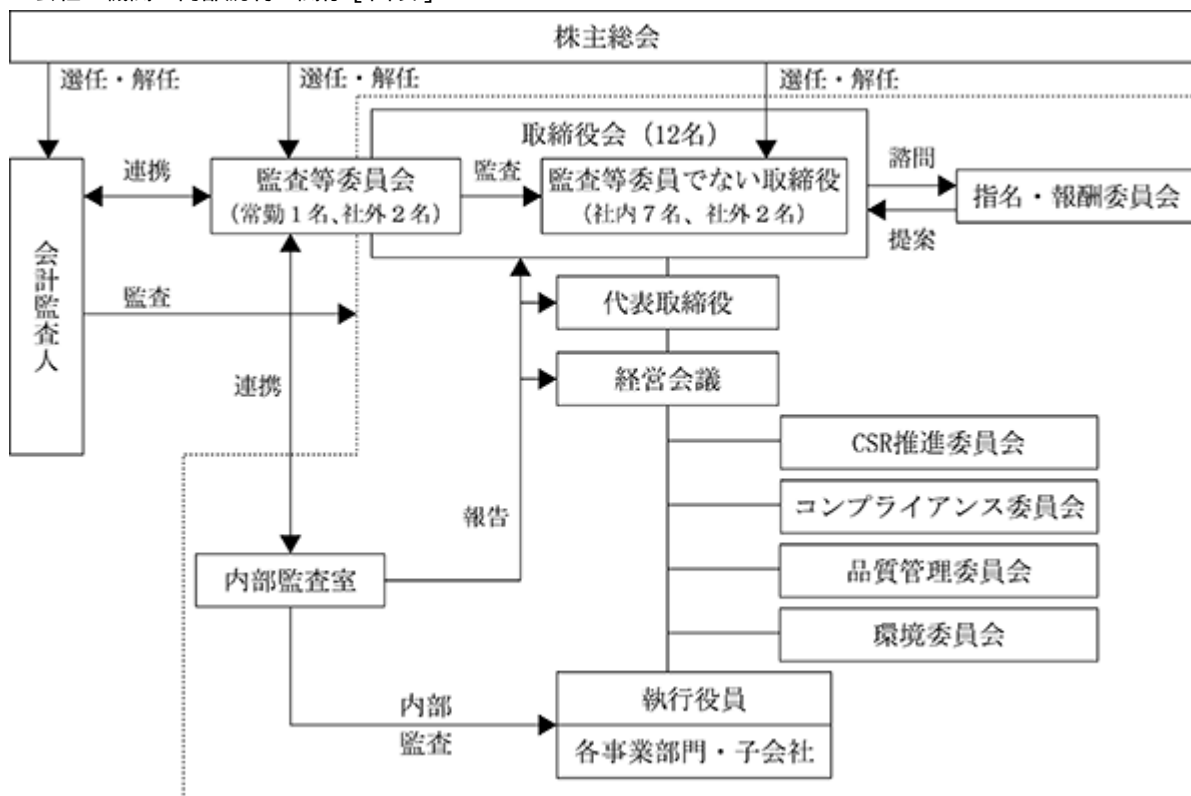 株主総会
選任・解任
選任・解任
選任・解任
取締役会（12名）
連携
監査等委員会
（常勤１名、社外２名）
監査
監査等委員でない取締役
（社内７名、社外２名）
諮問
提案
指名・報酬委員会
会計監査人
監査
代表取締役
経営会議
連携
CSR推進委員会
コンプライアンス委員会
報告
内部監査室
品質管理委員会
環境委員会
内部
監査
執行役員
各事業部門・子会社